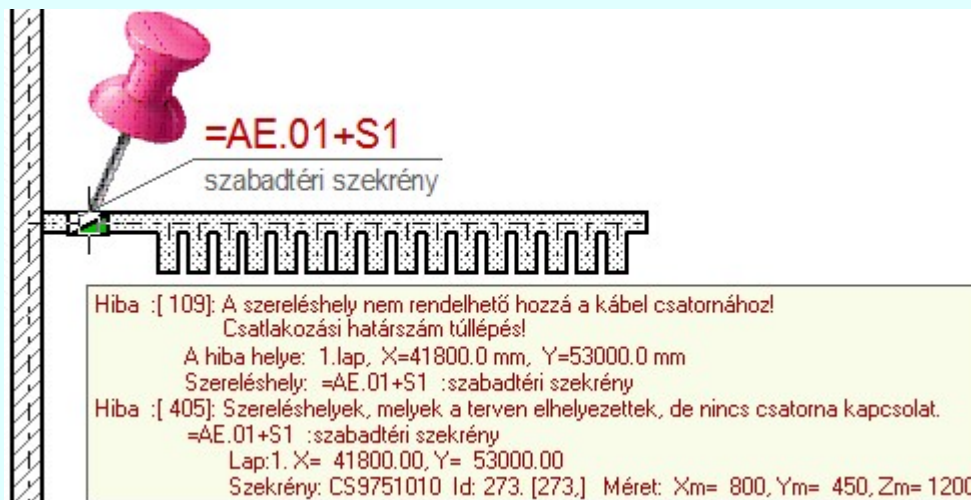 =AE.01+S1
szabadtéri szekrény
Hiba :[ 109]: A szereléshely nem rendelhető hozzá a kábel csatornához!
Csatlakozási határszám túllépés!
A hiba helye: 1.lap, X=41800.0 mm, Y=53000.0 mm
Szereléshely: =AE.01+S1 :szabadtéri szekrény
Hiba :[ 405]: Szereléshelyek, melyek a terven elhelyezettek, de nincs csatorna kapcsolat.
=AE.01+S1 :szabadtéri szekrény
Lap:1. X= 41800.00, Y= 53000.00
Szekrény: CS9751010 Id: 273. [273,] Méret: Xm= 800, Ym= 450, Zm= 1200